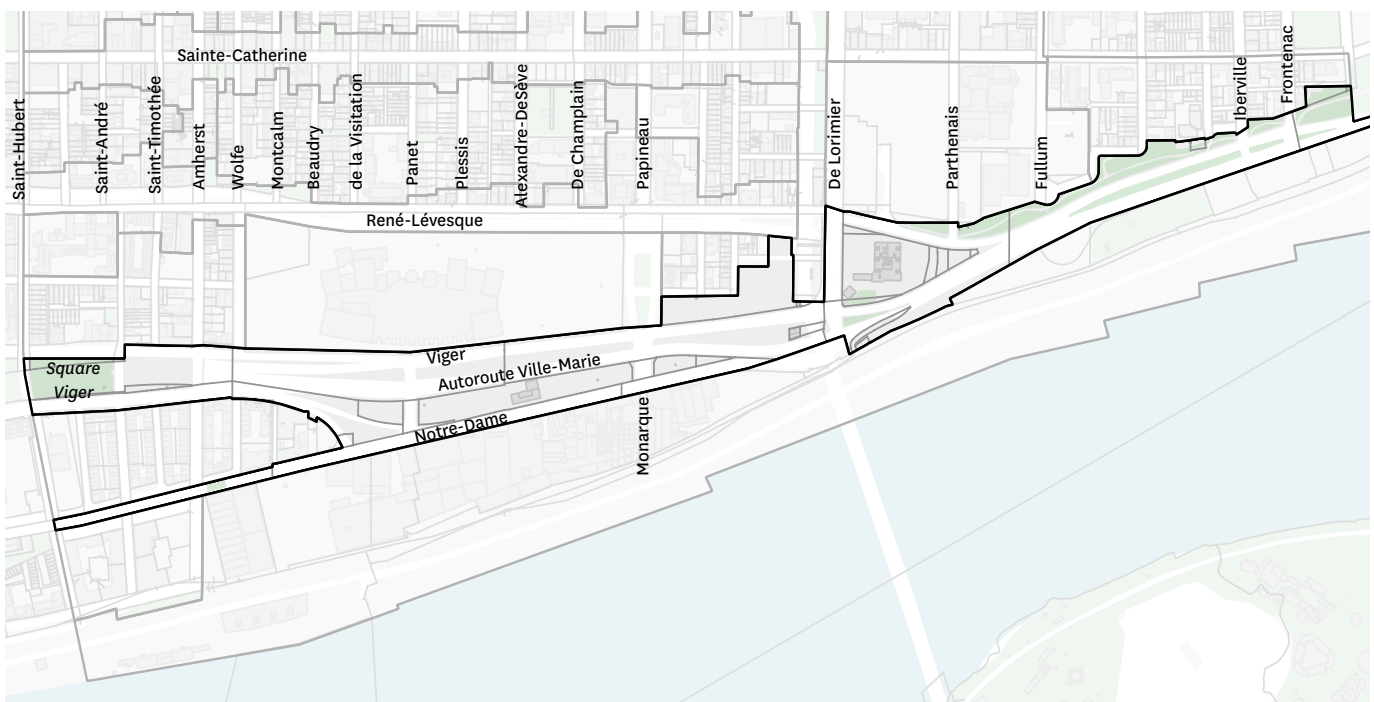 Sainte-Catherine
Saint-Hubert
Saint-André
Saint-Timothée
Amherst
Wolfe
Montcalm
Beaudry
de la Visitation
Panet
Plessis
Alexandre-DeSève
De Champlain
Papineau
De Lorimier
Parthenais
Fullum
Iberville
Frontenac
René-Lévesque
Square
Viger
Viger
Autoroute Ville-Marie
Notre-Dame
Monarque